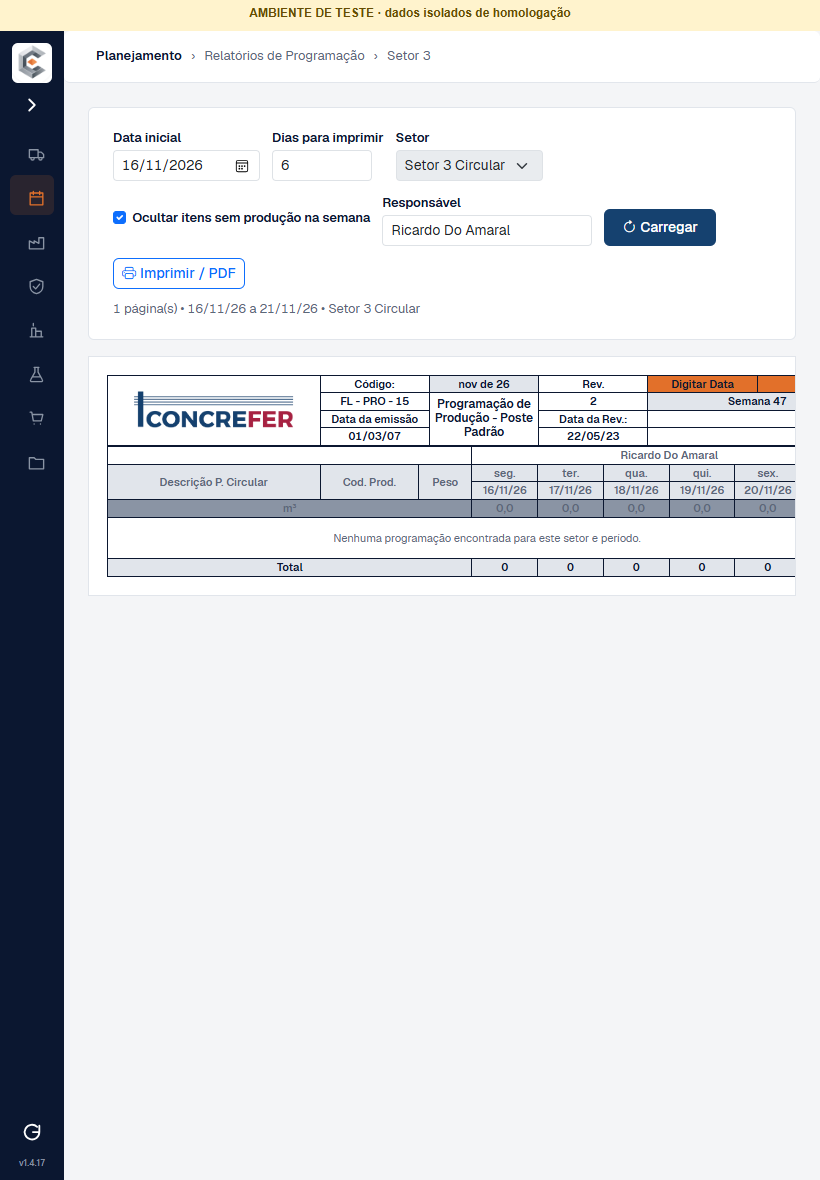 AMBIENTE DE TESTE · dados isolados de homologação
Planejamento › Relatórios de Programação › Setor 3
Data inicial Dias para imprimir Setor
16/11/2026 6 Setor 3 Circular
Responsável
Ocultar itens sem produção na semana Ricardo Do Amaral Carregar
Imprimir / PDF
1 página(s) • 16/11/26 a 21/11/26 • Setor 3 Circular
CONCREFER
Código: nov de 26 Rev. Digitar Data
FL - PRO - 15 Programação de Produção - Poste Padrão 2 Semana 47
Data da emissão Data da Rev.:
01/03/07 22/05/23
Ricardo Do Amaral
Descrição P. Circular Cod. Prod. Peso seg. ter. qua. qui. sex.
16/11/26 17/11/26 18/11/26 19/11/26 20/11/26
m³ 0,0 0,0 0,0 0,0 0,0
Nenhuma programação encontrada para este setor e período.
Total 0 0 0 0 0
v1.4.17